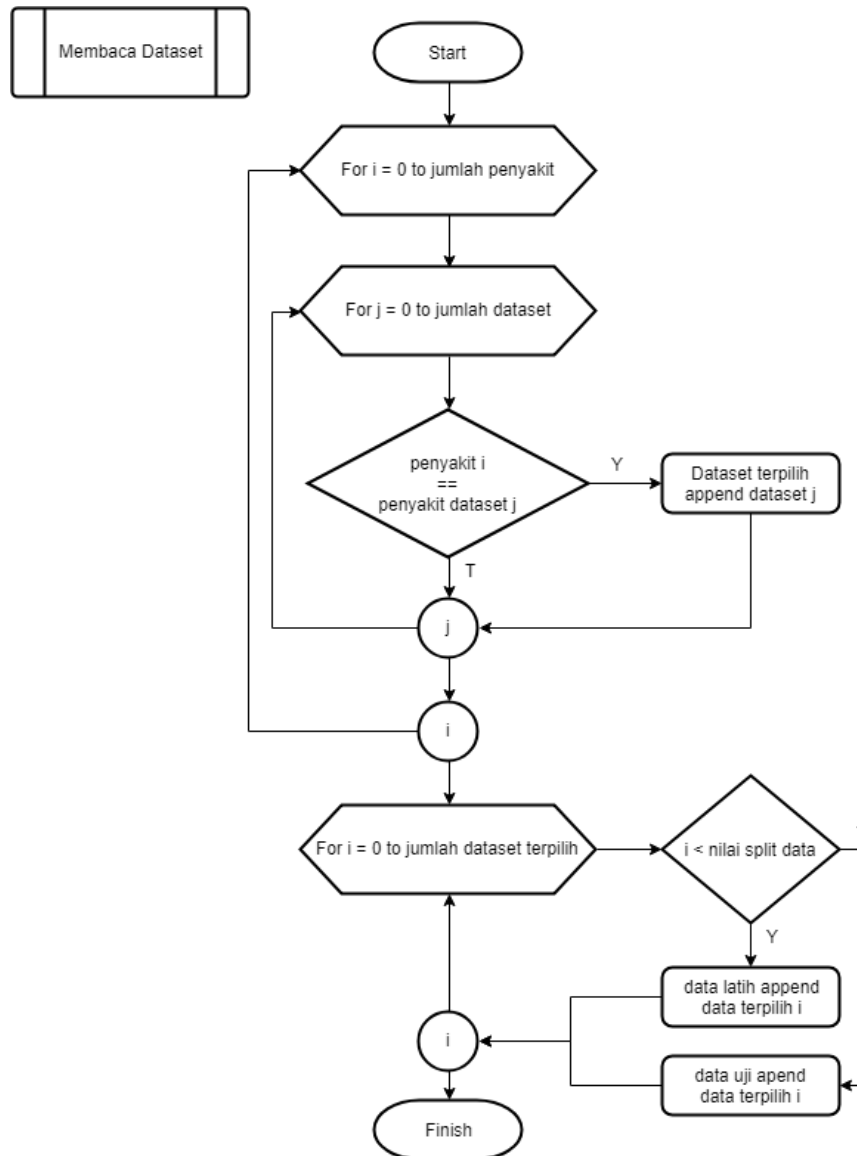 Membaca Dataset
Start
For i = 0 to jumlah penyakit
For j = 0 to jumlah dataset
penyakit i
==
penyakit dataset j
Y
Dataset terpilih
append dataset j
T
j
i
For i = 0 to jumlah dataset terpilih
i < nilai split data
Y
data latih append
data terpilih i
i
data uji apend
data terpilih i
Finish